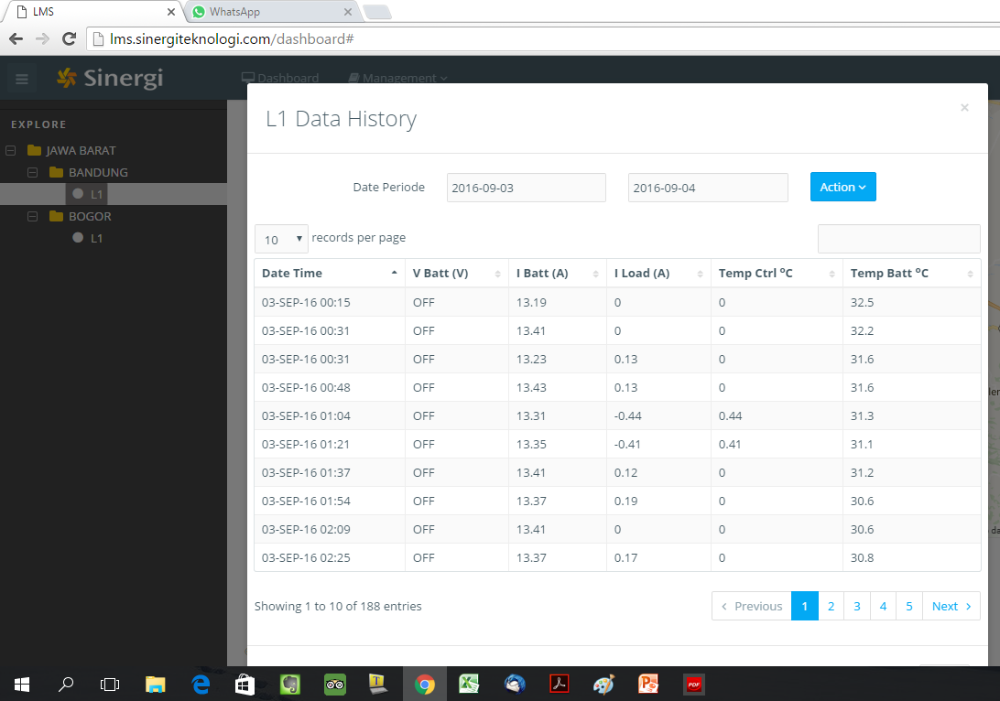 LMS
WhatsApp
lms.sinergiteknologi.com/dashboard#
Sinergi Dashboard Management
L1 Data History ×
EXPLORE
JAWA BARAT
BANDUNG
L1
BOGOR
L1
Date Periode 2016-09-03 2016-09-04 Action
10 records per page
Date Time V Batt (V) I Batt (A) I Load (A) Temp Ctrl ºC Temp Batt ºC
03-SEP-16 00:15 OFF 13.19 0 0 32.5
03-SEP-16 00:31 OFF 13.41 0 0 32.2
03-SEP-16 00:31 OFF 13.23 0.13 0 31.6
03-SEP-16 00:48 OFF 13.43 0.13 0 31.6
03-SEP-16 01:04 OFF 13.31 -0.44 0.44 31.3
03-SEP-16 01:21 OFF 13.35 -0.41 0.41 31.1
03-SEP-16 01:37 OFF 13.41 0.12 0 31.2
03-SEP-16 01:54 OFF 13.37 0.19 0 30.6
03-SEP-16 02:09 OFF 13.41 0 0 30.6
03-SEP-16 02:25 OFF 13.37 0.17 0 30.8
Showing 1 to 10 of 188 entries ‹ Previous 1 2 3 4 5 Next ›
PDF